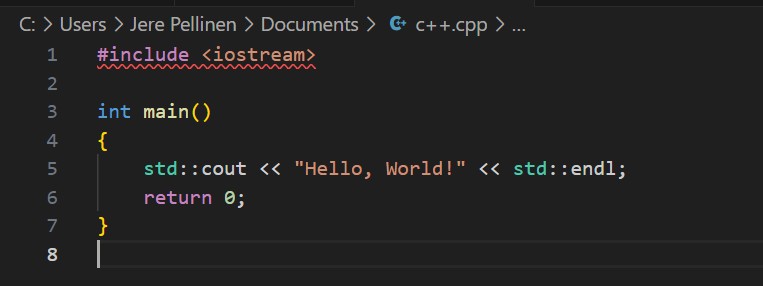 C: > Users > Jere Pellinen > Documents > c++.cpp > ...
1 #include <iostream>
2
3 int main()
4 {
5 std::cout << "Hello, World!" << std::endl;
6 return 0;
7 }
8